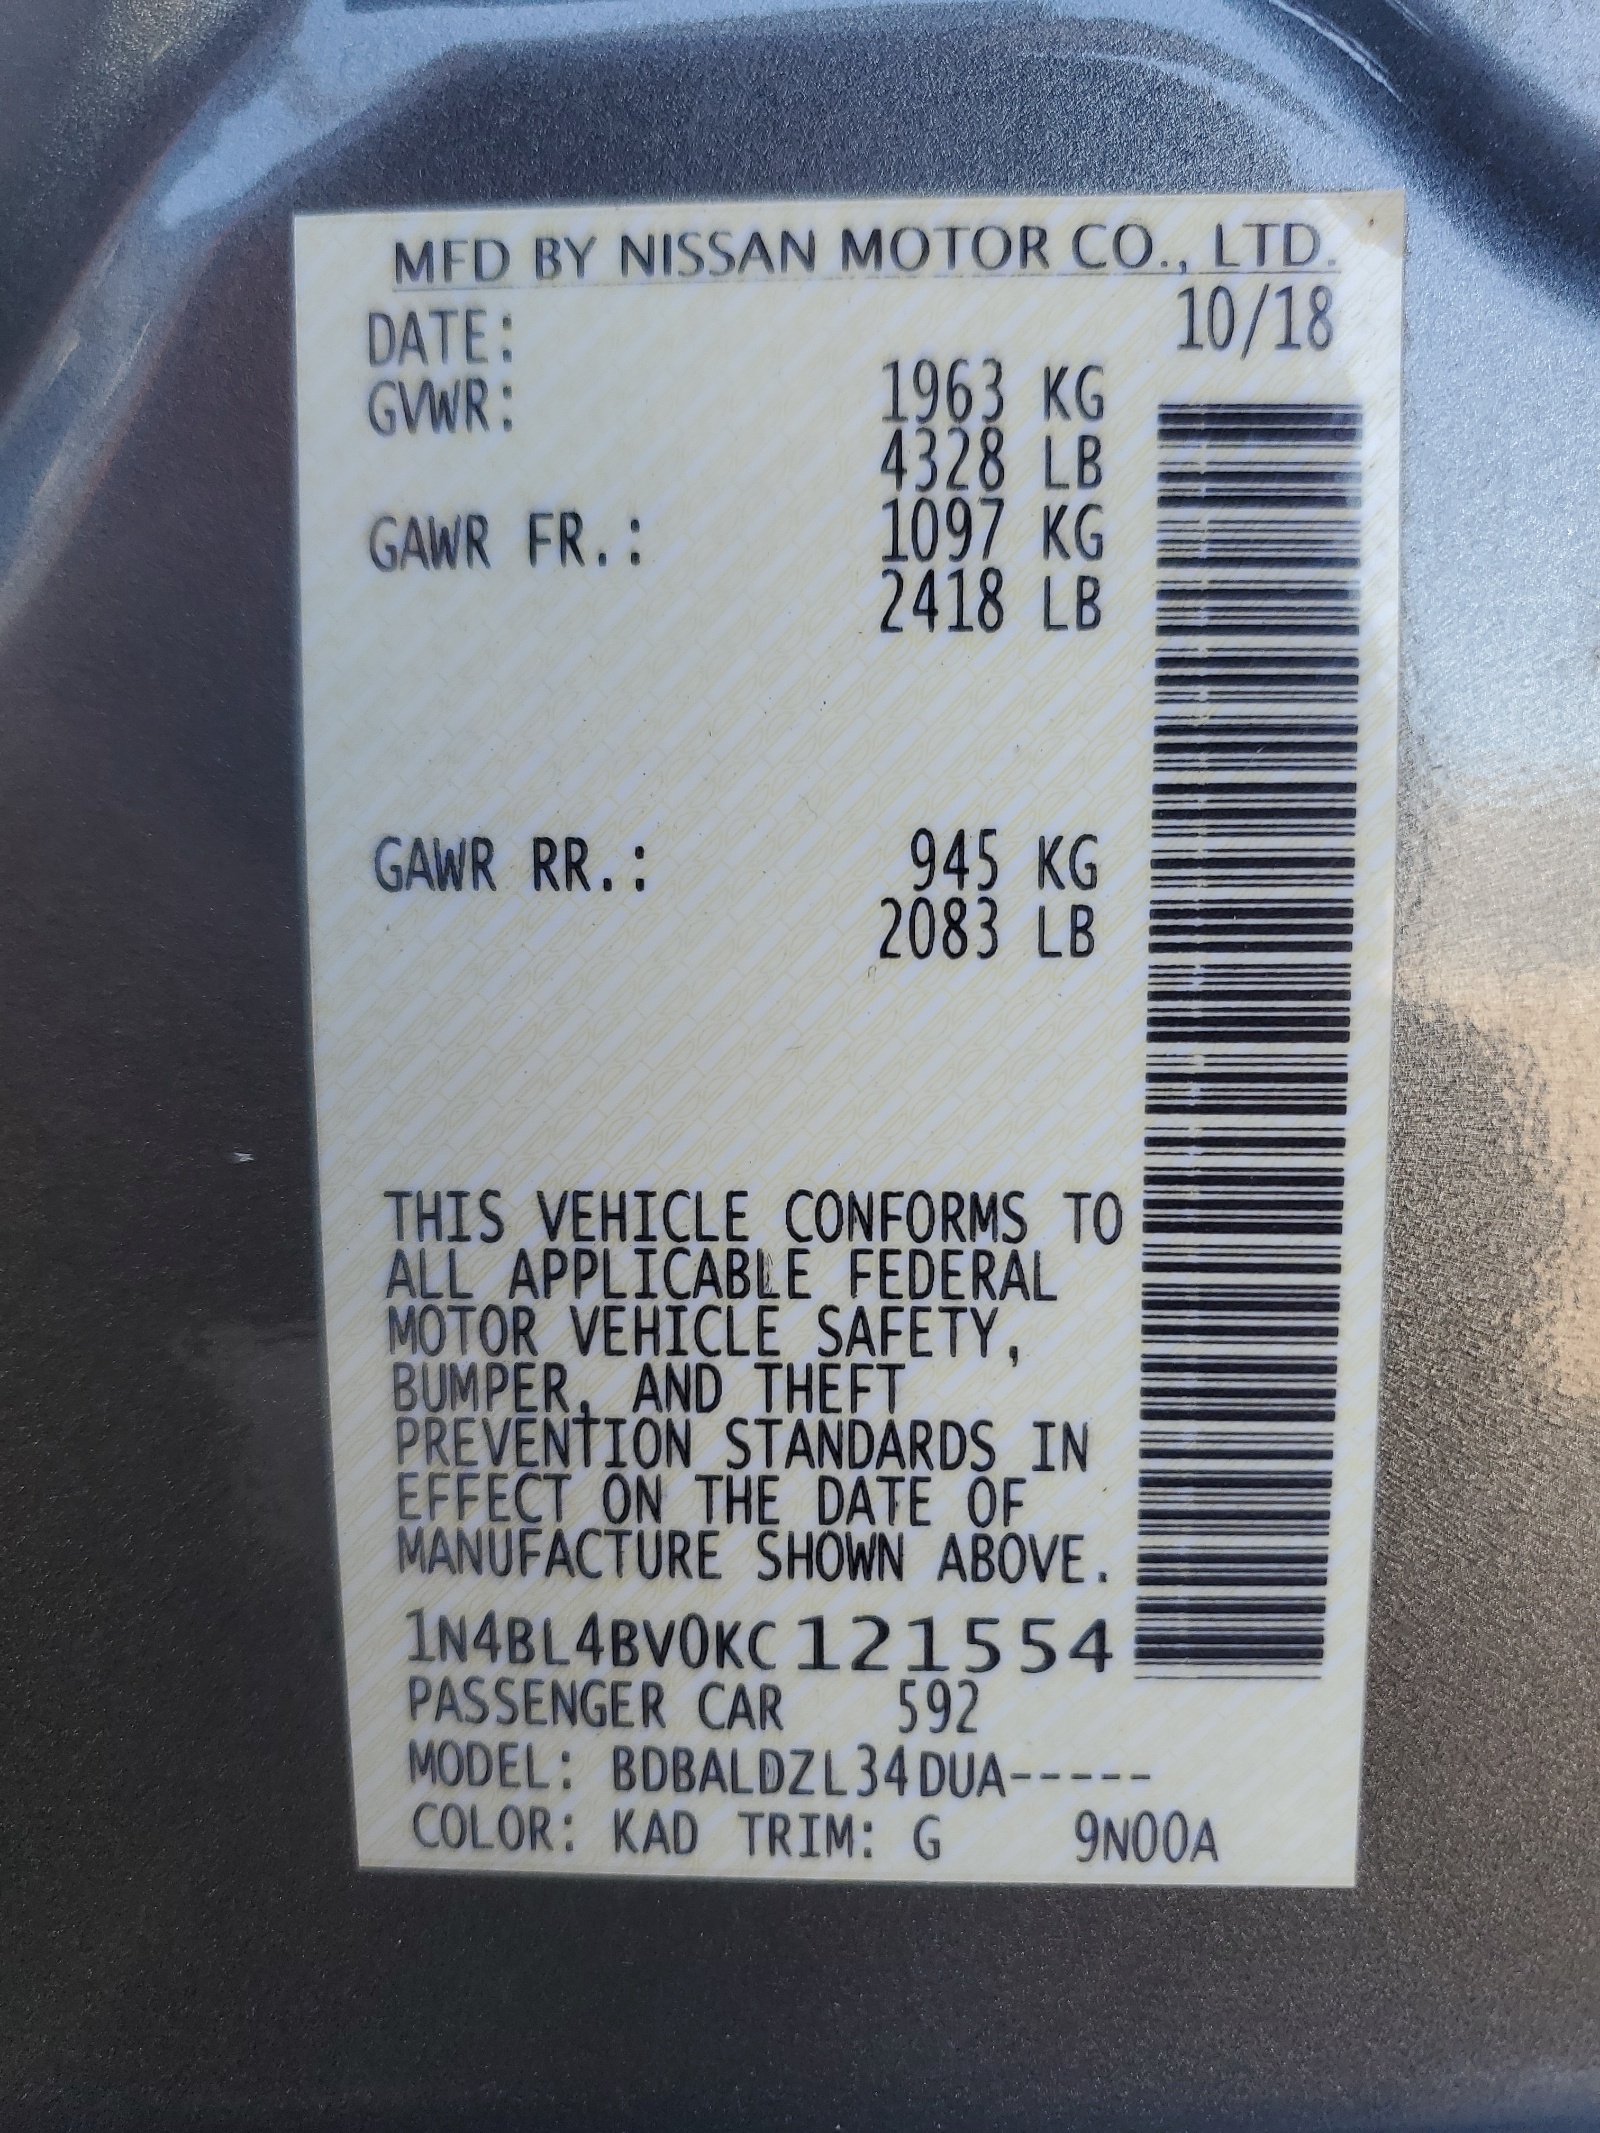 MFD BY NISSAN MOTOR CO., LTD.
DATE: 10/18
GVWR: 1963 KG
4328 LB
GAWR FR.: 1097 KG
2418 LB
GAWR RR.: 945 KG
2083 LB
THIS VEHICLE CONFORMS TO
ALL APPLICABLE FEDERAL
MOTOR VEHICLE SAFETY,
BUMPER, AND THEFT
PREVENTION STANDARDS IN
EFFECT ON THE DATE OF
MANUFACTURE SHOWN ABOVE.
1N4BL4BV0KC121554
PASSENGER CAR 592
MODEL: BDBALDZL34DUA-----
COLOR: KAD TRIM: G 9N00A